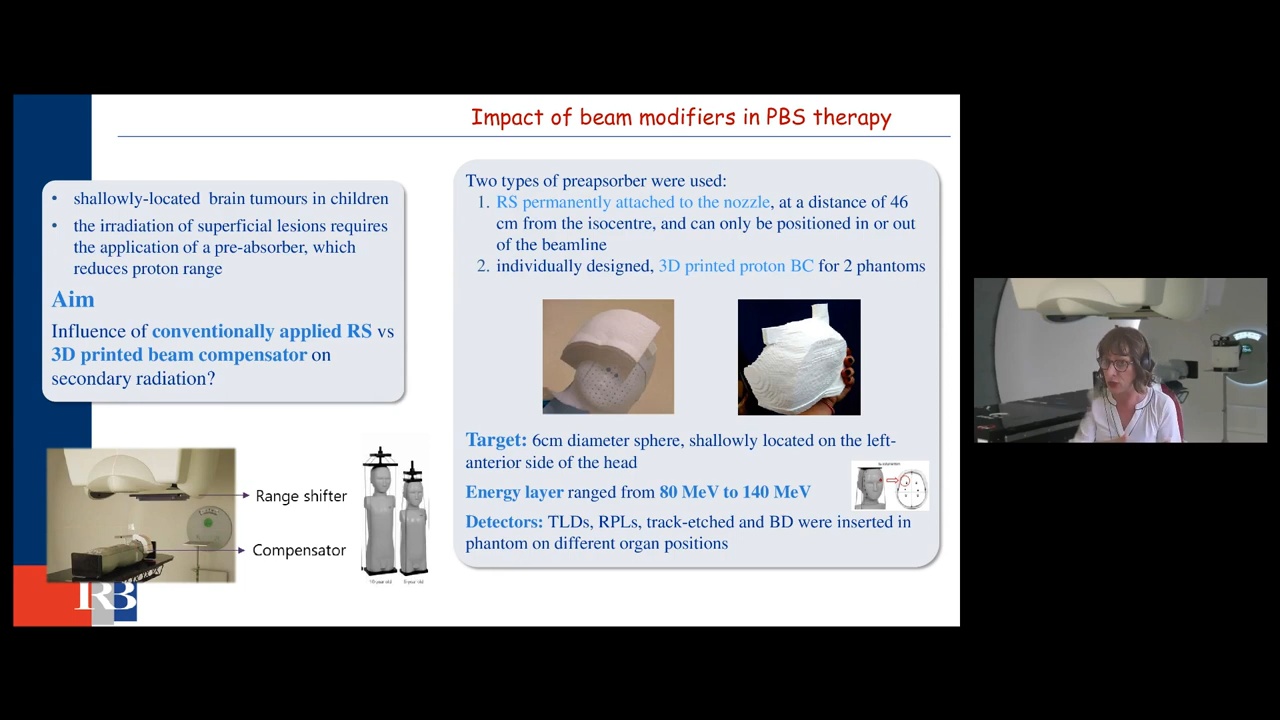 Impact of beam modifiers in PBS therapy
• shallowly-located brain tumours in children
• the irradiation of superficial lesions requires
the application of a pre-absorber, which
reduces proton range
Aim
Influence of conventionally applied RS vs
3D printed beam compensator on
secondary radiation?
Range shifter
Compensator
Two types of preapsorber were used:
1. RS permanently attached to the nozzle, at a distance of 46
cm from the isocentre, and can only be positioned in or out
of the beamline
2. individually designed, 3D printed proton BC for 2 phantoms
Target: 6cm diameter sphere, shallowly located on the left-
anterior side of the head
Energy layer ranged from 80 MeV to 140 MeV
Detectors: TLDs, RPLs, track-etched and BD were inserted in
phantom on different organ positions
IRB